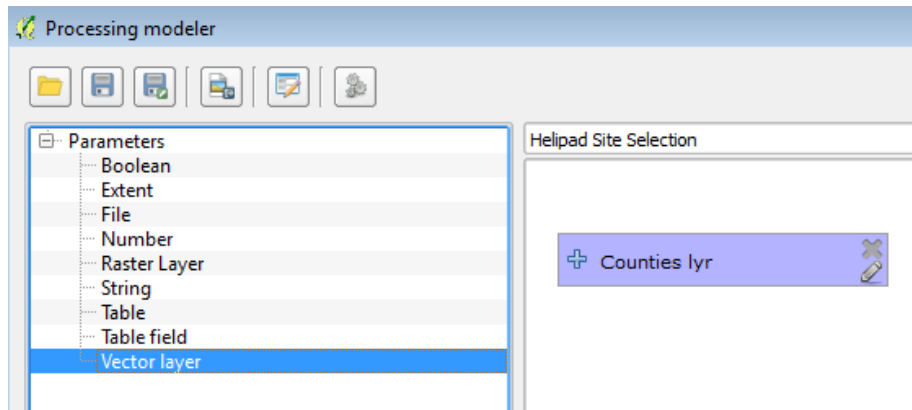 Processing modeler
Parameters
Boolean
Extent
File
Number
Raster Layer
String
Table
Table field
Vector layer
Helipad Site Selection
Counties lyr